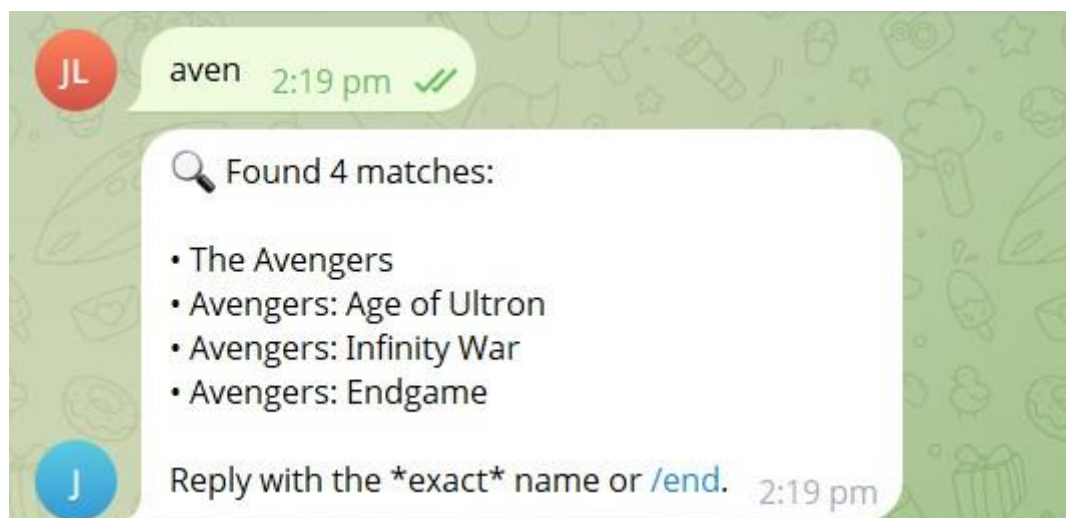 JL
aven 2:19 pm
🔍 Found 4 matches:
• The Avengers
• Avengers: Age of Ultron
• Avengers: Infinity War
• Avengers: Endgame
J
Reply with the *exact* name or /end. 2:19 pm